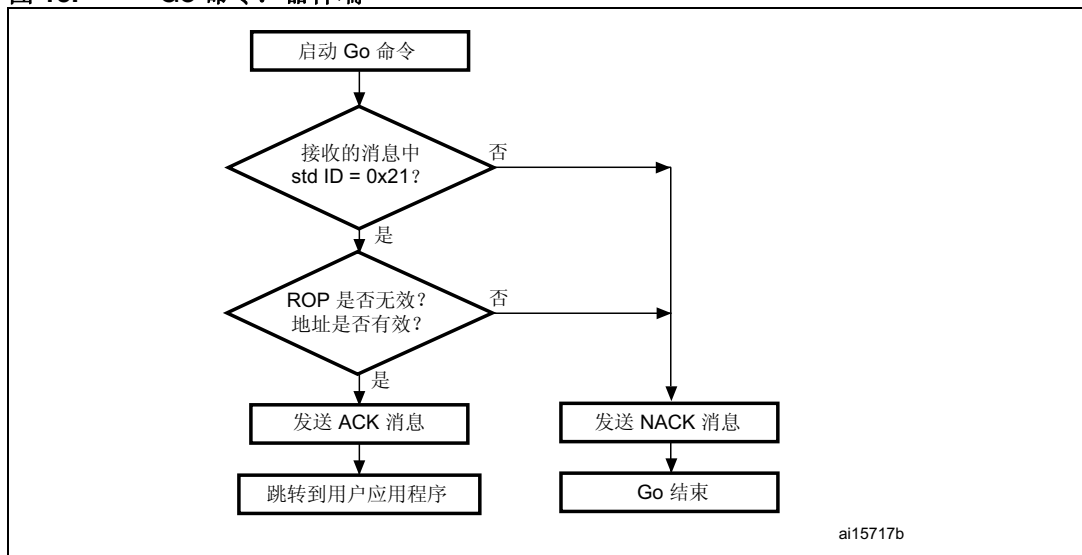 启动 Go 命令
接收的消息中
std ID = 0x21?
否
是
ROP 是否无效?
地址是否有效?
否
是
发送 ACK 消息
发送 NACK 消息
跳转到用户应用程序
Go 结束
ai15717b